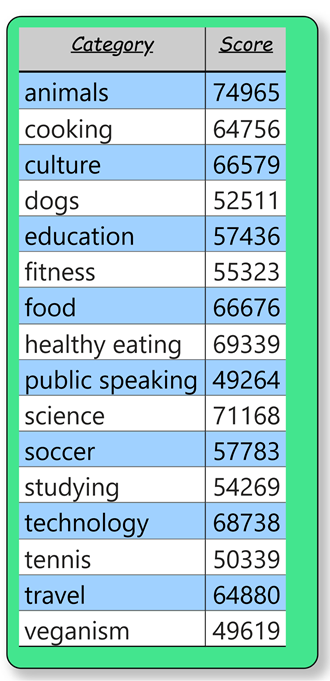 Category Score
animals 74965
cooking 64756
culture 66579
dogs 52511
education 57436
fitness 55323
food 66676
healthy eating 69339
public speaking 49264
science 71168
soccer 57783
studying 54269
technology 68738
tennis 50339
travel 64880
veganism 49619